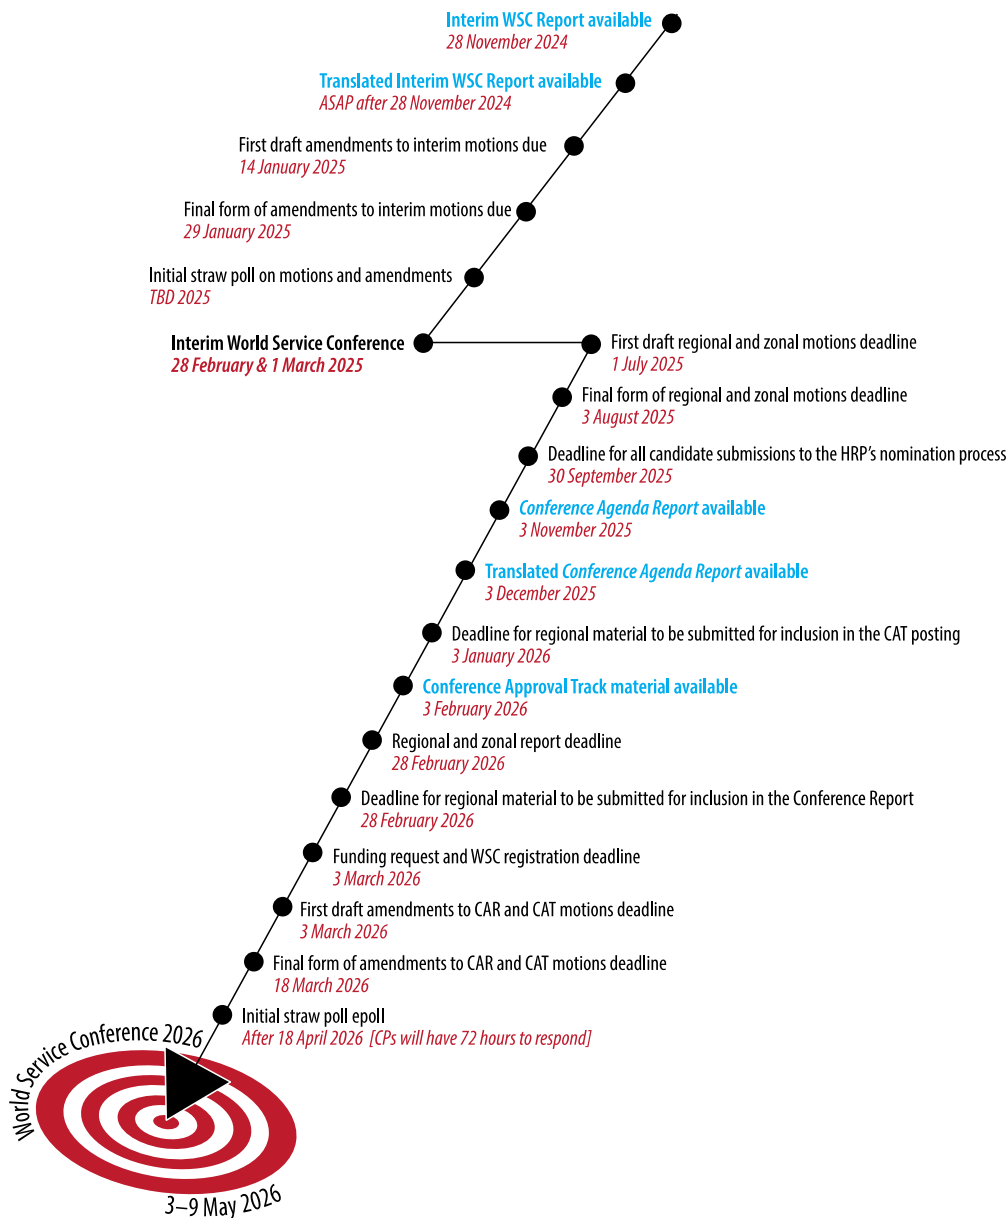 Interim WSC Report available
28 November 2024
Translated Interim WSC Report available
ASAP after 28 November 2024
First draft amendments to interim motions due
14 January 2025
Final form of amendments to interim motions due
29 January 2025
Initial straw poll on motions and amendments
TBD 2025
Interim World Service Conference
28 February & 1 March 2025
First draft regional and zonal motions deadline
1 July 2025
Final form of regional and zonal motions deadline
3 August 2025
Deadline for all candidate submissions to the HRP's nomination process
30 September 2025
Conference Agenda Report available
3 November 2025
Translated Conference Agenda Report available
3 December 2025
Deadline for regional material to be submitted for inclusion in the CAT posting
3 January 2026
Conference Approval Track material available
3 February 2026
Regional and zonal report deadline
28 February 2026
Deadline for regional material to be submitted for inclusion in the Conference Report
28 February 2026
Funding request and WSC registration deadline
3 March 2026
First draft amendments to CAR and CAT motions deadline
3 March 2026
Final form of amendments to CAR and CAT motions deadline
18 March 2026
Initial straw poll epoll
After 18 April 2026 [CPs will have 72 hours to respond]
World Service Conference 2026
3–9 May 2026